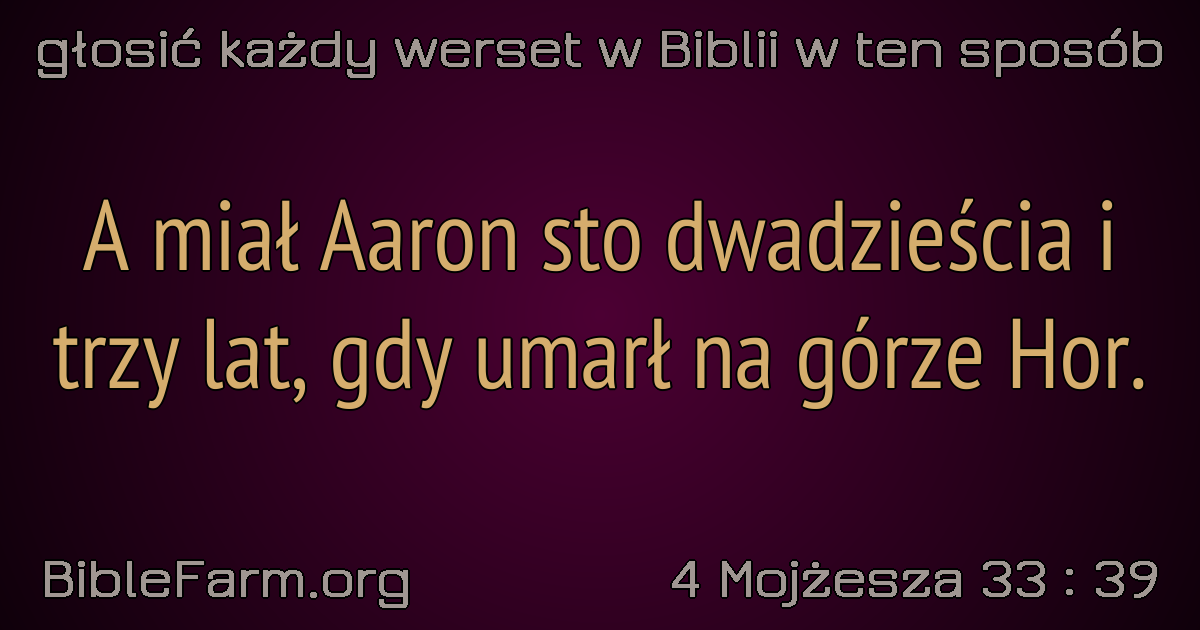 głosić każdy werset w Biblii w ten sposób
A miał Aaron sto dwadzieścia i
trzy lat, gdy umarł na górze Hor.
BibleFarm.org
4 Mojżesza 33 : 39